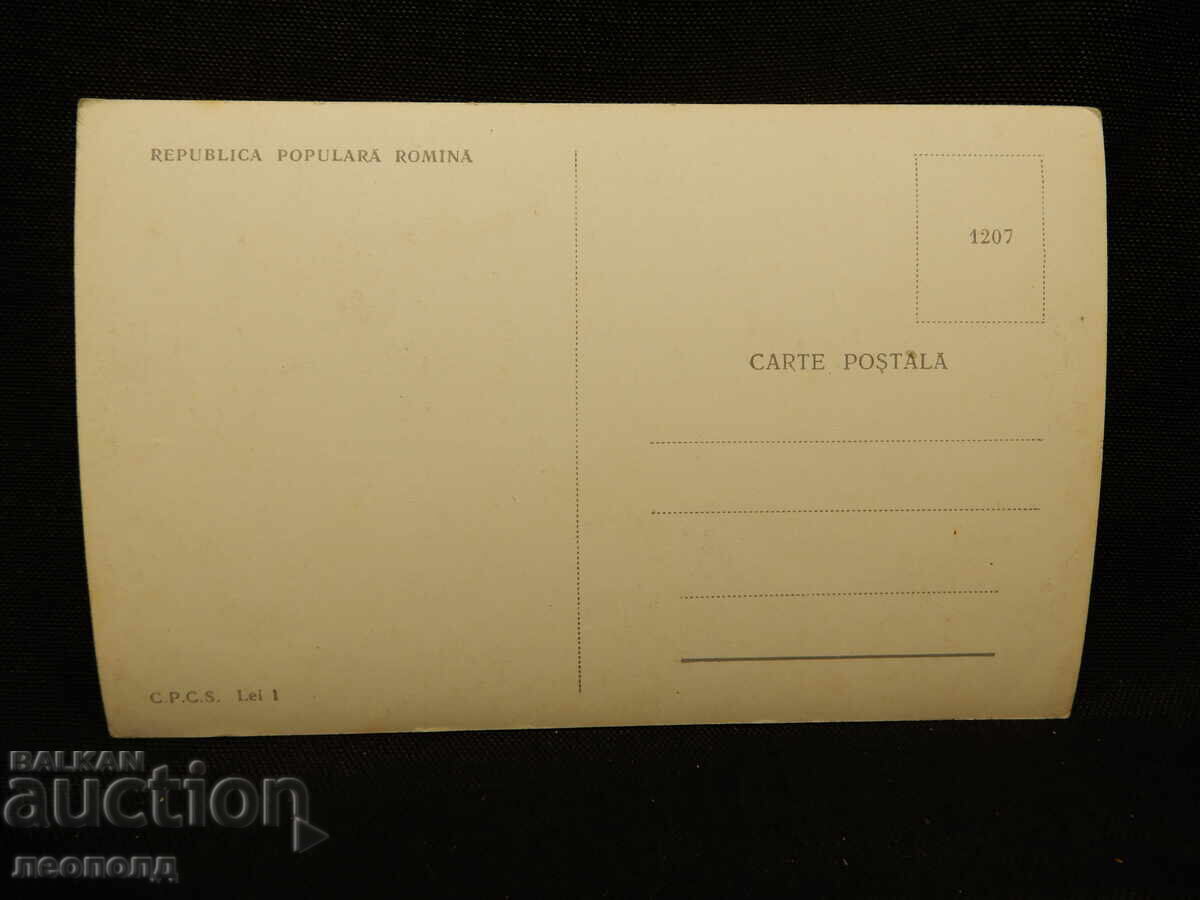 REPUBLICA POPULARĂ ROMINĂ
1207
CARTE POȘTALĂ
C.P.C.S. Lei 1
BALKAN
auction
леополд